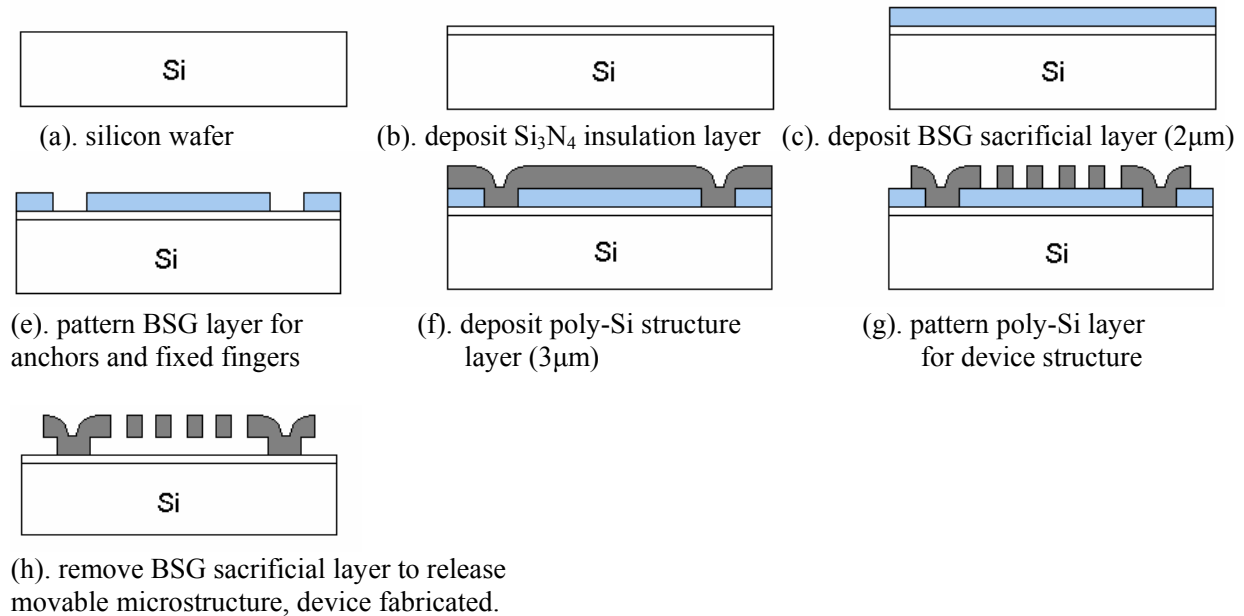 Si
Si
Si
(a). silicon wafer
(b). deposit Si₃N₄ insulation layer
(c). deposit BSG sacrificial layer (2μm)
Si
Si
Si
(e). pattern BSG layer for
anchors and fixed fingers
(f). deposit poly-Si structure
layer (3μm)
(g). pattern poly-Si layer
for device structure
Si
(h). remove BSG sacrificial layer to release
movable microstructure, device fabricated.